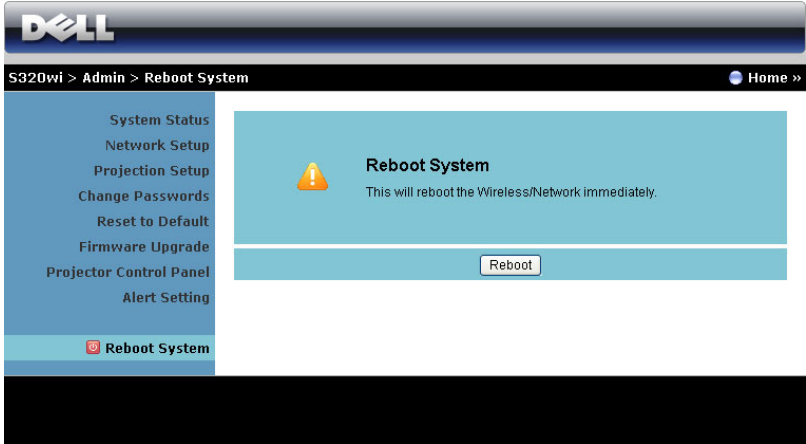 DELL
S320wi > Admin > Reboot System
Home »
System Status
Network Setup
Projection Setup
Change Passwords
Reset to Default
Firmware Upgrade
Projector Control Panel
Alert Setting
Reboot System
Reboot System
This will reboot the Wireless/Network immediately.
Reboot